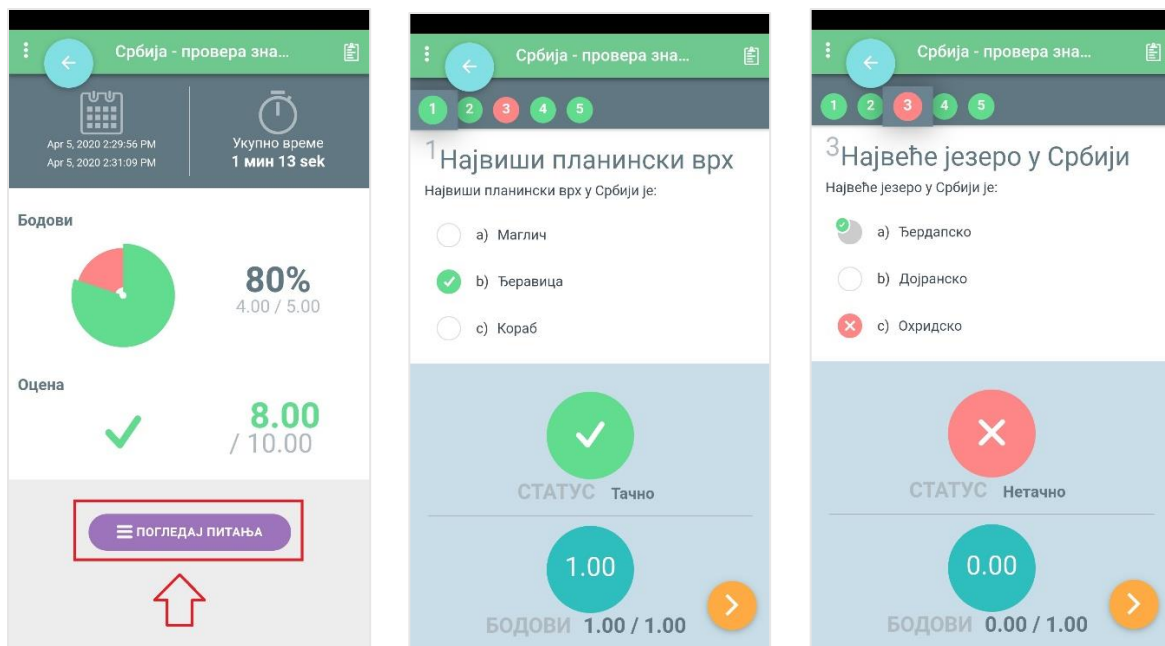 Србија - провера зна...
Apr 5, 2020 2:29:56 PM
Apr 5, 2020 2:31:09 PM
Укупно време
1 мин 13 sek
Бодови
80%
4.00 / 5.00
Оцена
8.00
/ 10.00
ПОГЛЕДАЈ ПИТАЊА
Србија - провера зна...
1 2 3 4 5
1 Највиши планински врх
Највиши планински врх у Србији је:
a) Маглич
b) Ђеравица
c) Кораб
СТАТУС Тачно
1.00
БОДОВИ 1.00 / 1.00
Србија - провера зна...
1 2 3 4 5
3 Највеће језеро у Србији
Највеће језеро у Србији је:
a) Ђердапско
b) Дојранско
c) Охридско
СТАТУС Нетачно
0.00
БОДОВИ 0.00 / 1.00